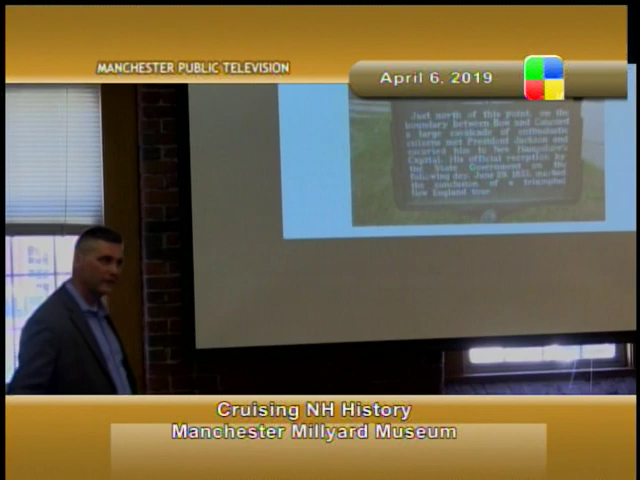 MANCHESTER PUBLIC TELEVISION
April 6, 2019
Just north of this point, on the
boundary between Bow and Concord
a large cavalcade of enthusiastic
citizens met President Jackson and
escorted him to New Hampshire's
Capital. His official reception by
the State Government on the
following day, June 29, 1833, marked
the conclusion of a triumphal
New England tour.
Cruising NH History
Manchester Millyard Museum